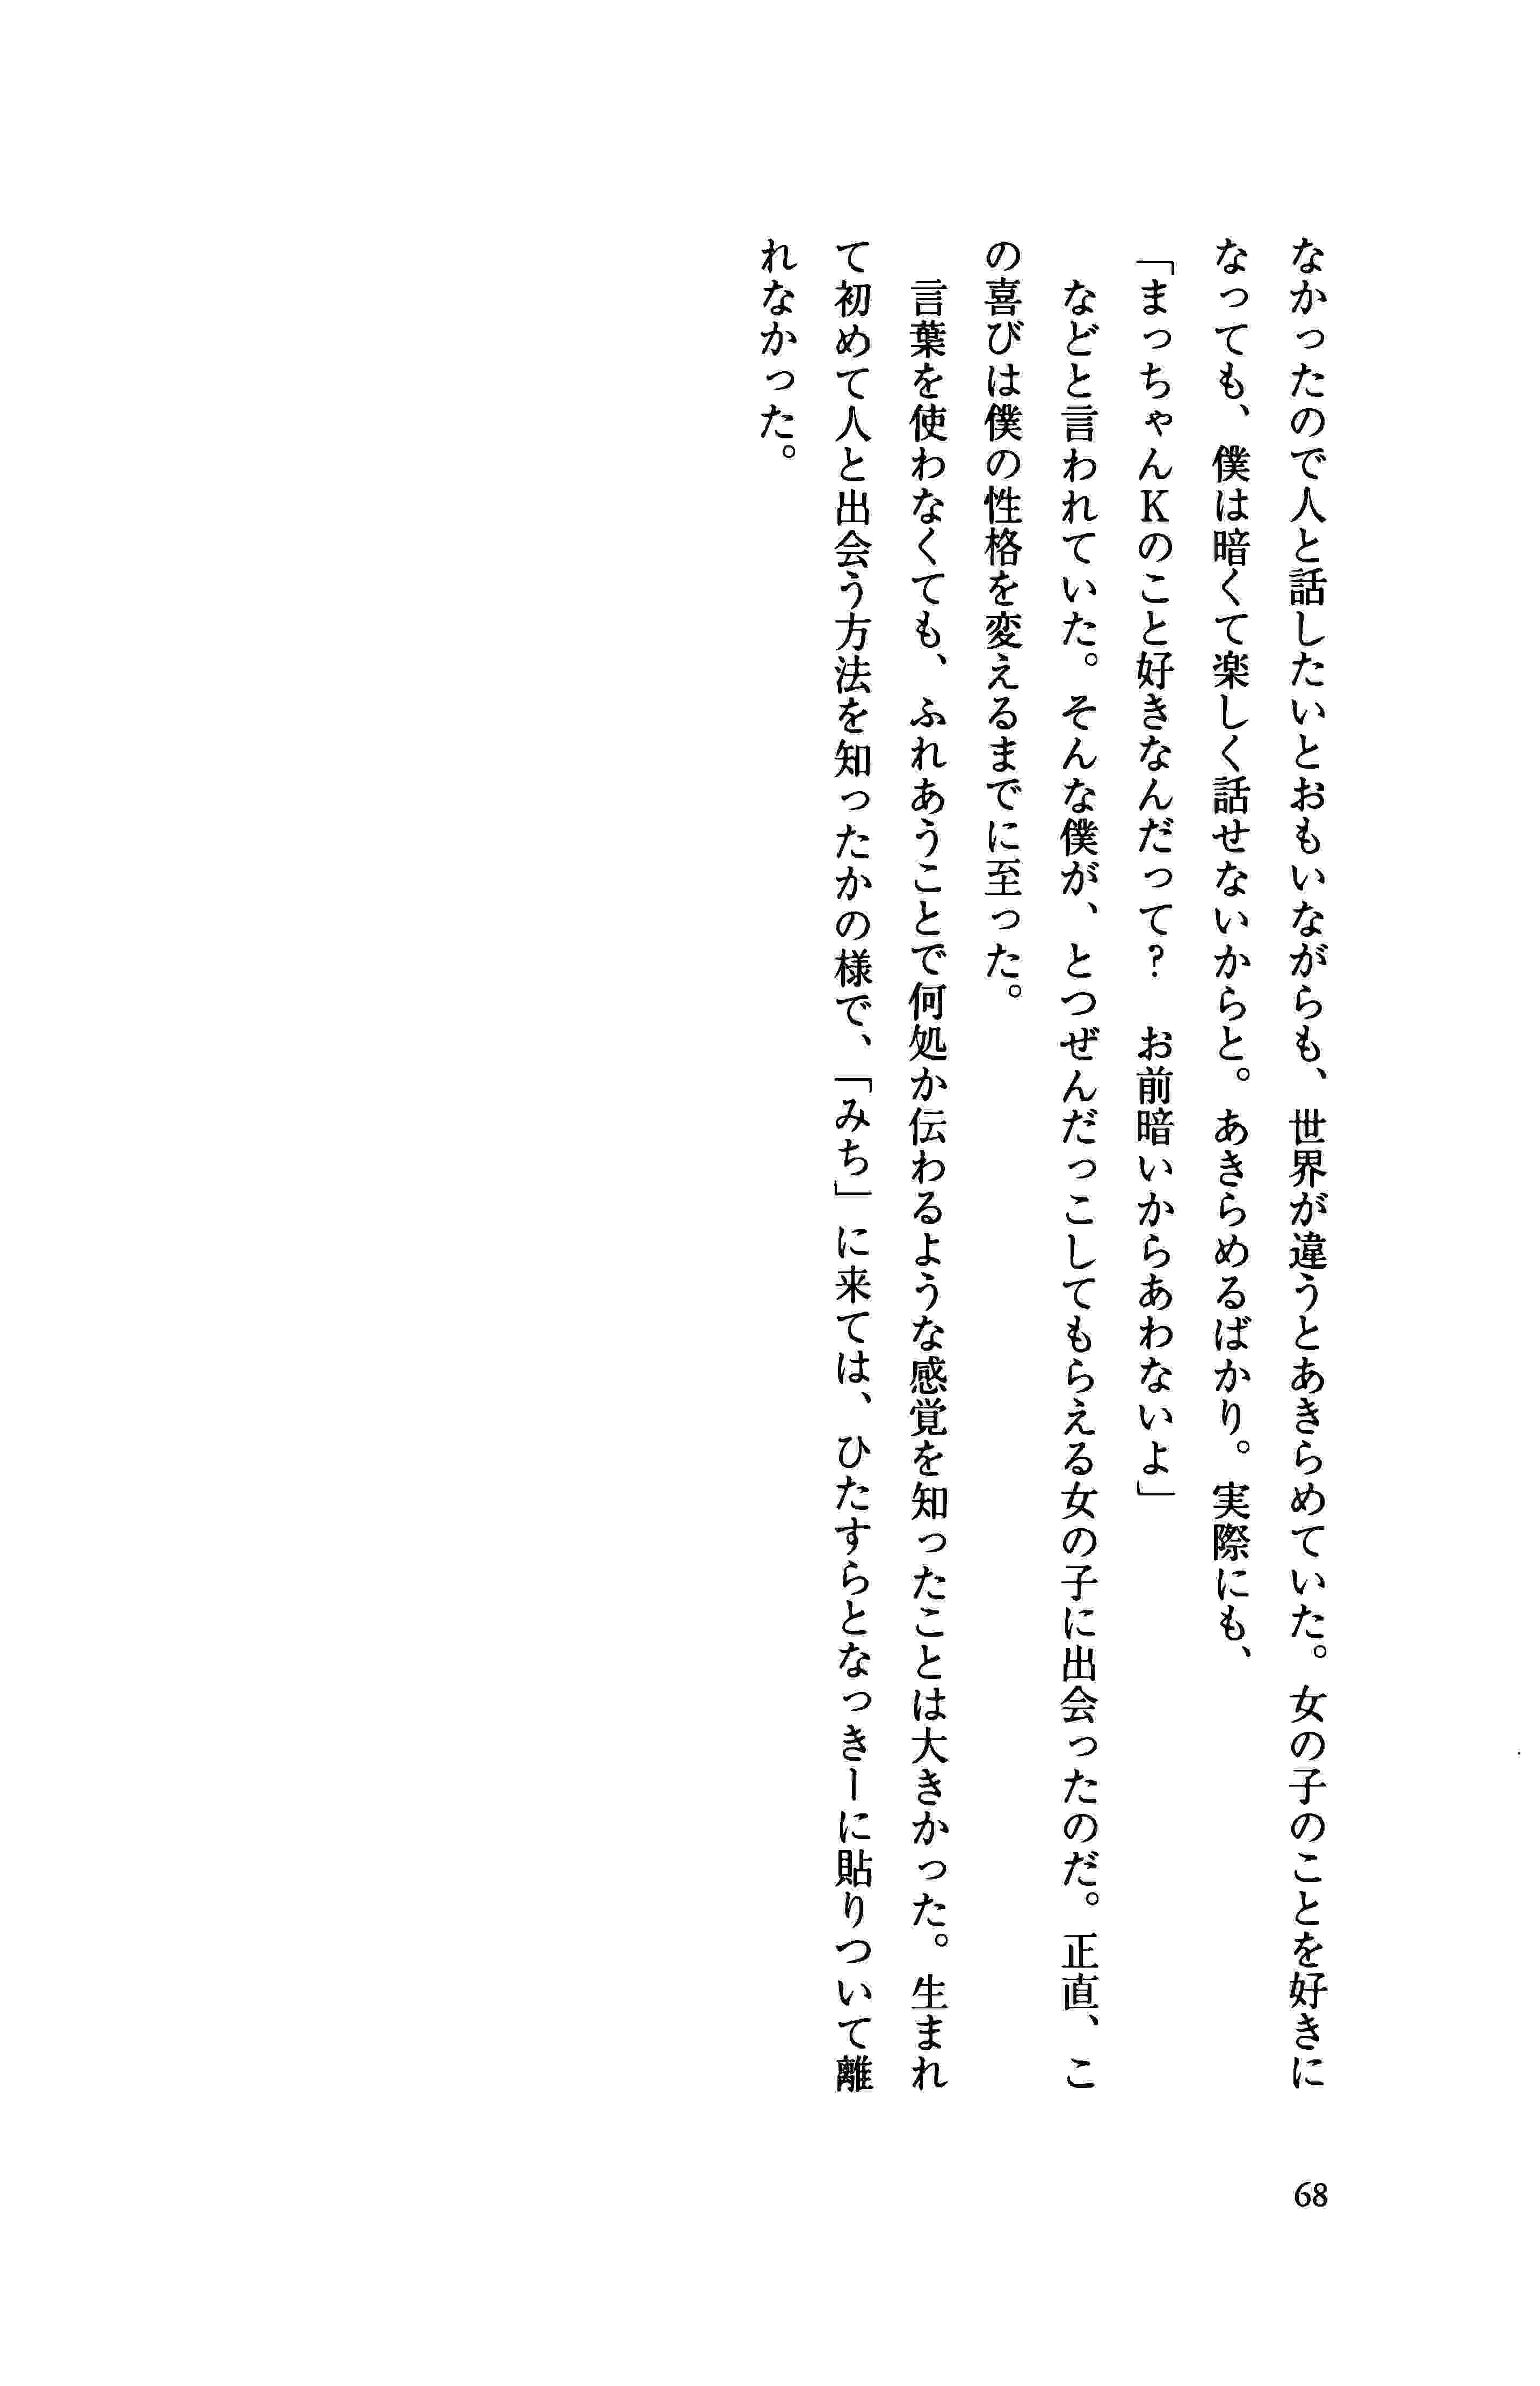 なかったので人と話したいとおもいながらも、世界が違うとあきらめていた。女の子のことを好きに
なっても、僕は暗くて楽しく話せないからと。あきらめるばかり。実際にも、
「まっちゃんKのこと好きなんだって?　お前暗いからあわないよ」
　などと言われていた。そんな僕が、とつぜんだっこしてもらえる女の子に出会ったのだ。正直、こ
の喜びは僕の性格を変えるまでに至った。
　言葉を使わなくても、ふれあうことで何処か伝わるような感覚を知ったことは大きかった。生まれ
て初めて人と出会う方法を知ったかの様で、「みち」に来ては、ひたすらとなっきーに貼りついて離
れなかった。
68